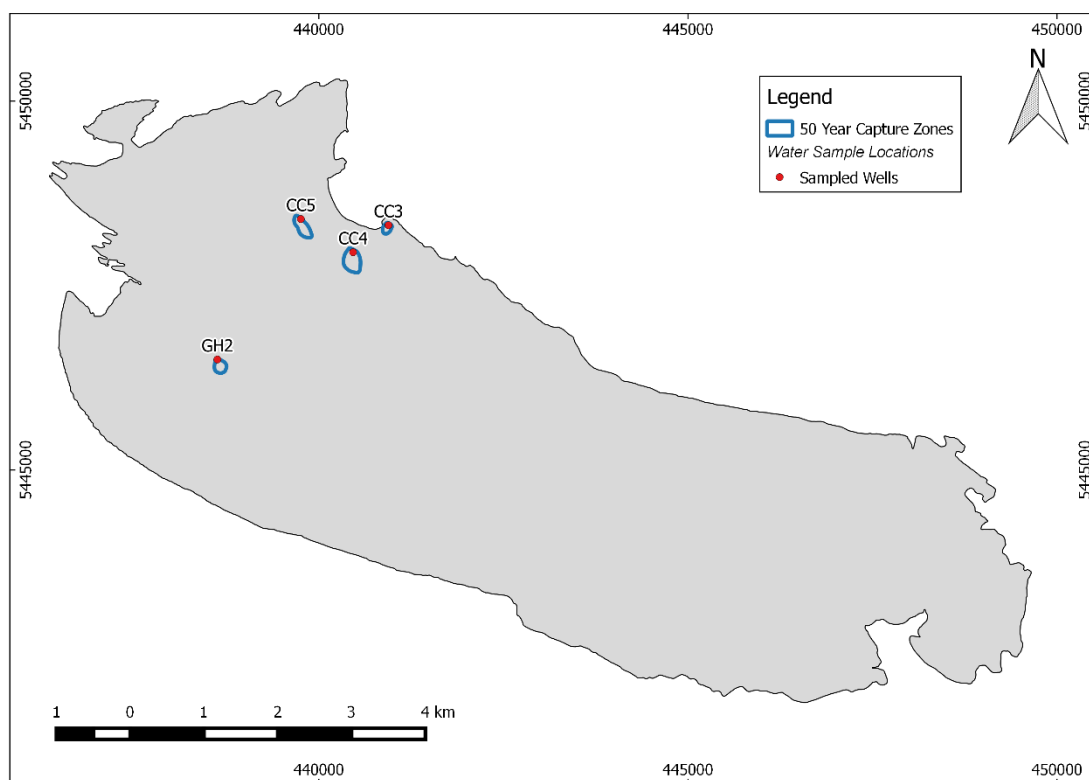 440000 445000 450000
5450000 5450000
N
Legend
50 Year Capture Zones
Water Sample Locations
Sampled Wells
CC5
CC3
CC4
GH2
5445000 5445000
1 0 1 2 3 4 km
440000 445000 450000